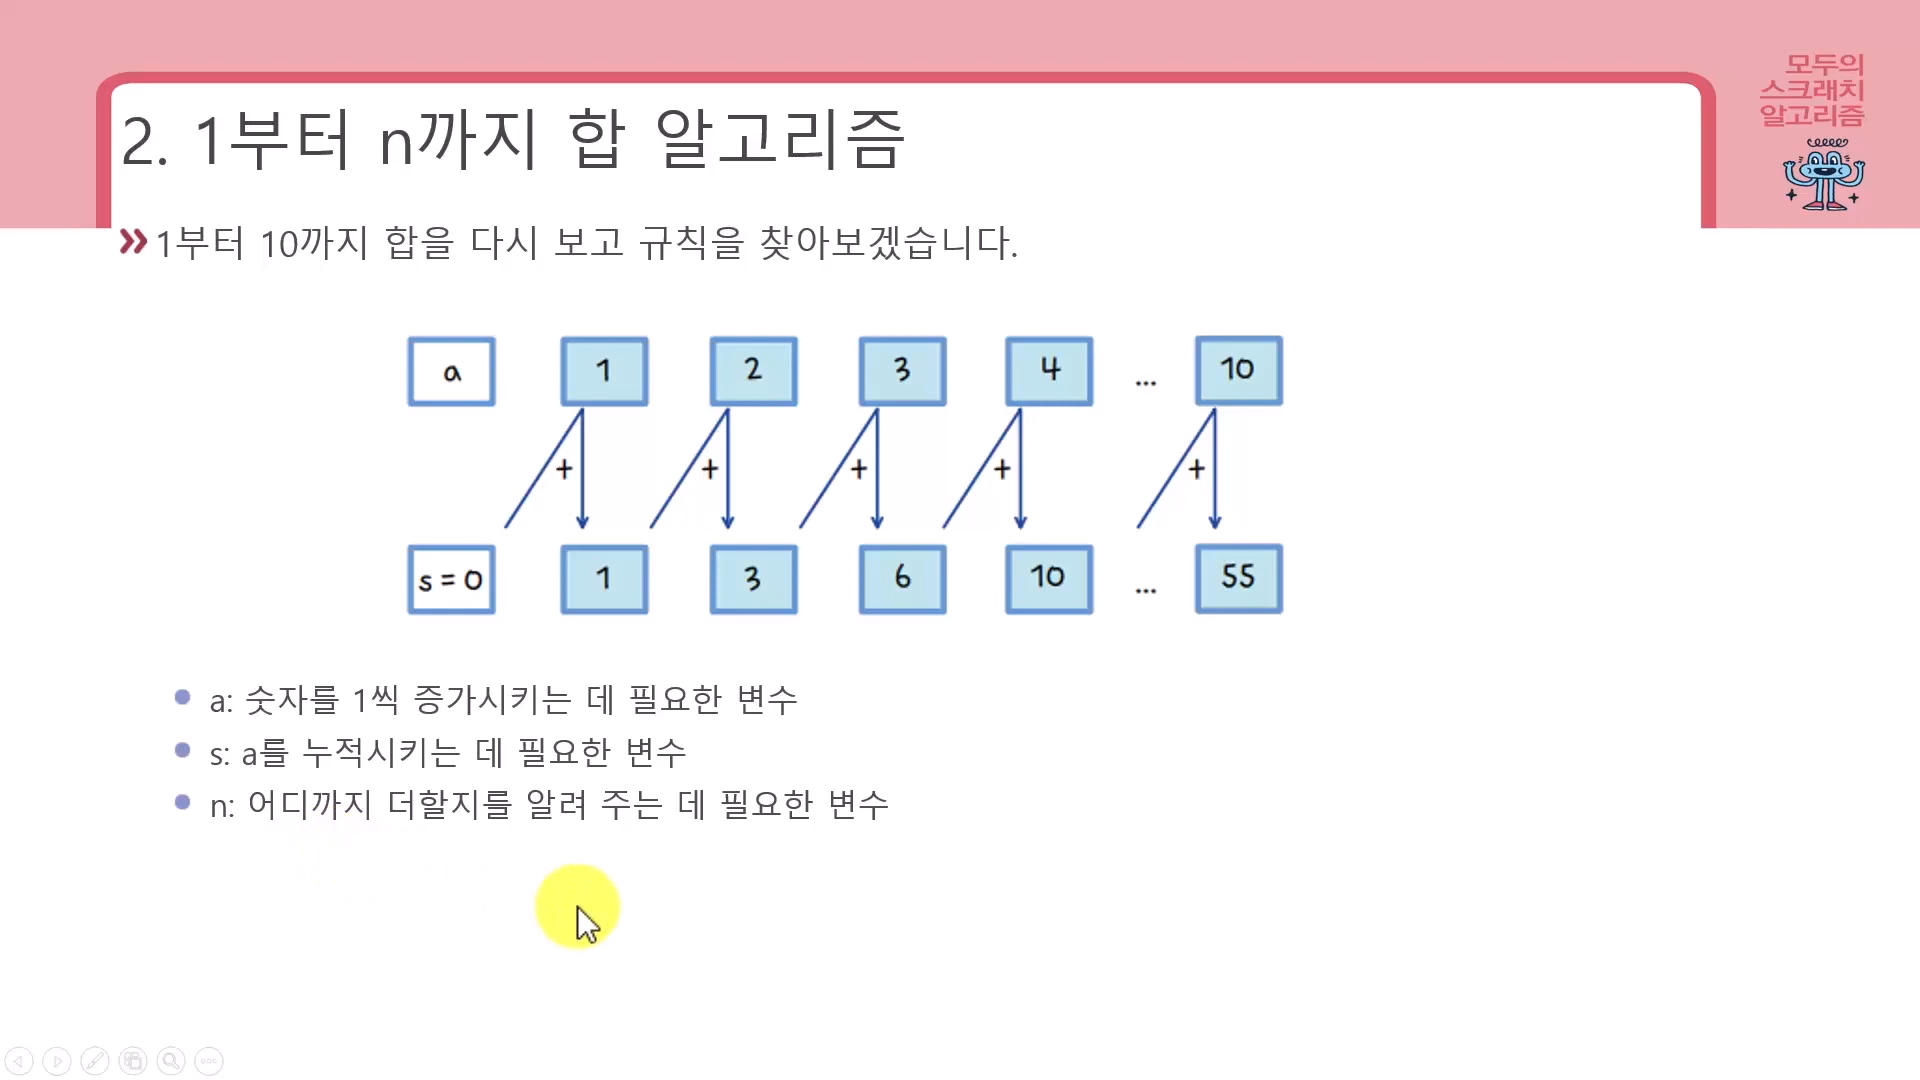 모두의
스크래치
알고리즘
2. 1부터 n까지 합 알고리즘
1부터 10까지 합을 다시 보고 규칙을 찾아보겠습니다.
a 1 2 3 4 ... 10
+ + + + +
s = 0 1 3 6 10 ... 55
a: 숫자를 1씩 증가시키는 데 필요한 변수
s: a를 누적시키는 데 필요한 변수
n: 어디까지 더할지를 알려 주는 데 필요한 변수